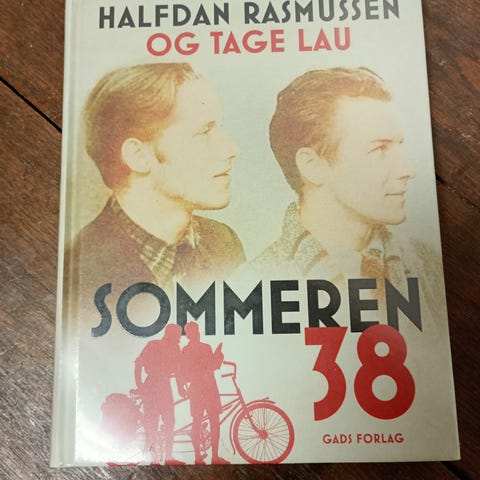 HALFDAN RASMUSSEN
OG TAGE LAU
SOMMEREN
38
GADS FORLAG